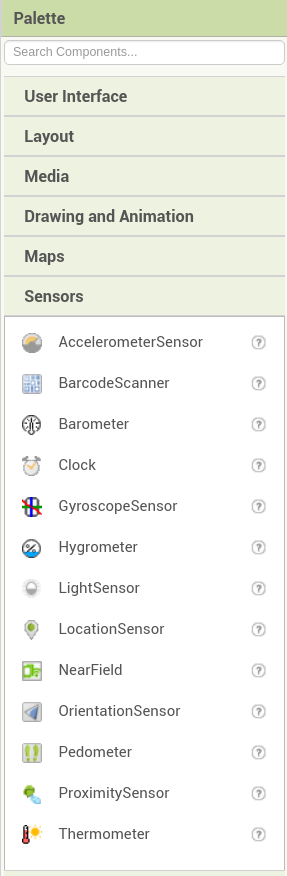 Palette
Search Components...
User Interface
Layout
Media
Drawing and Animation
Maps
Sensors
AccelerometerSensor ?
BarcodeScanner ?
Barometer ?
Clock ?
GyroscopeSensor ?
Hygrometer ?
LightSensor ?
LocationSensor ?
NearField ?
OrientationSensor ?
Pedometer ?
ProximitySensor ?
Thermometer ?